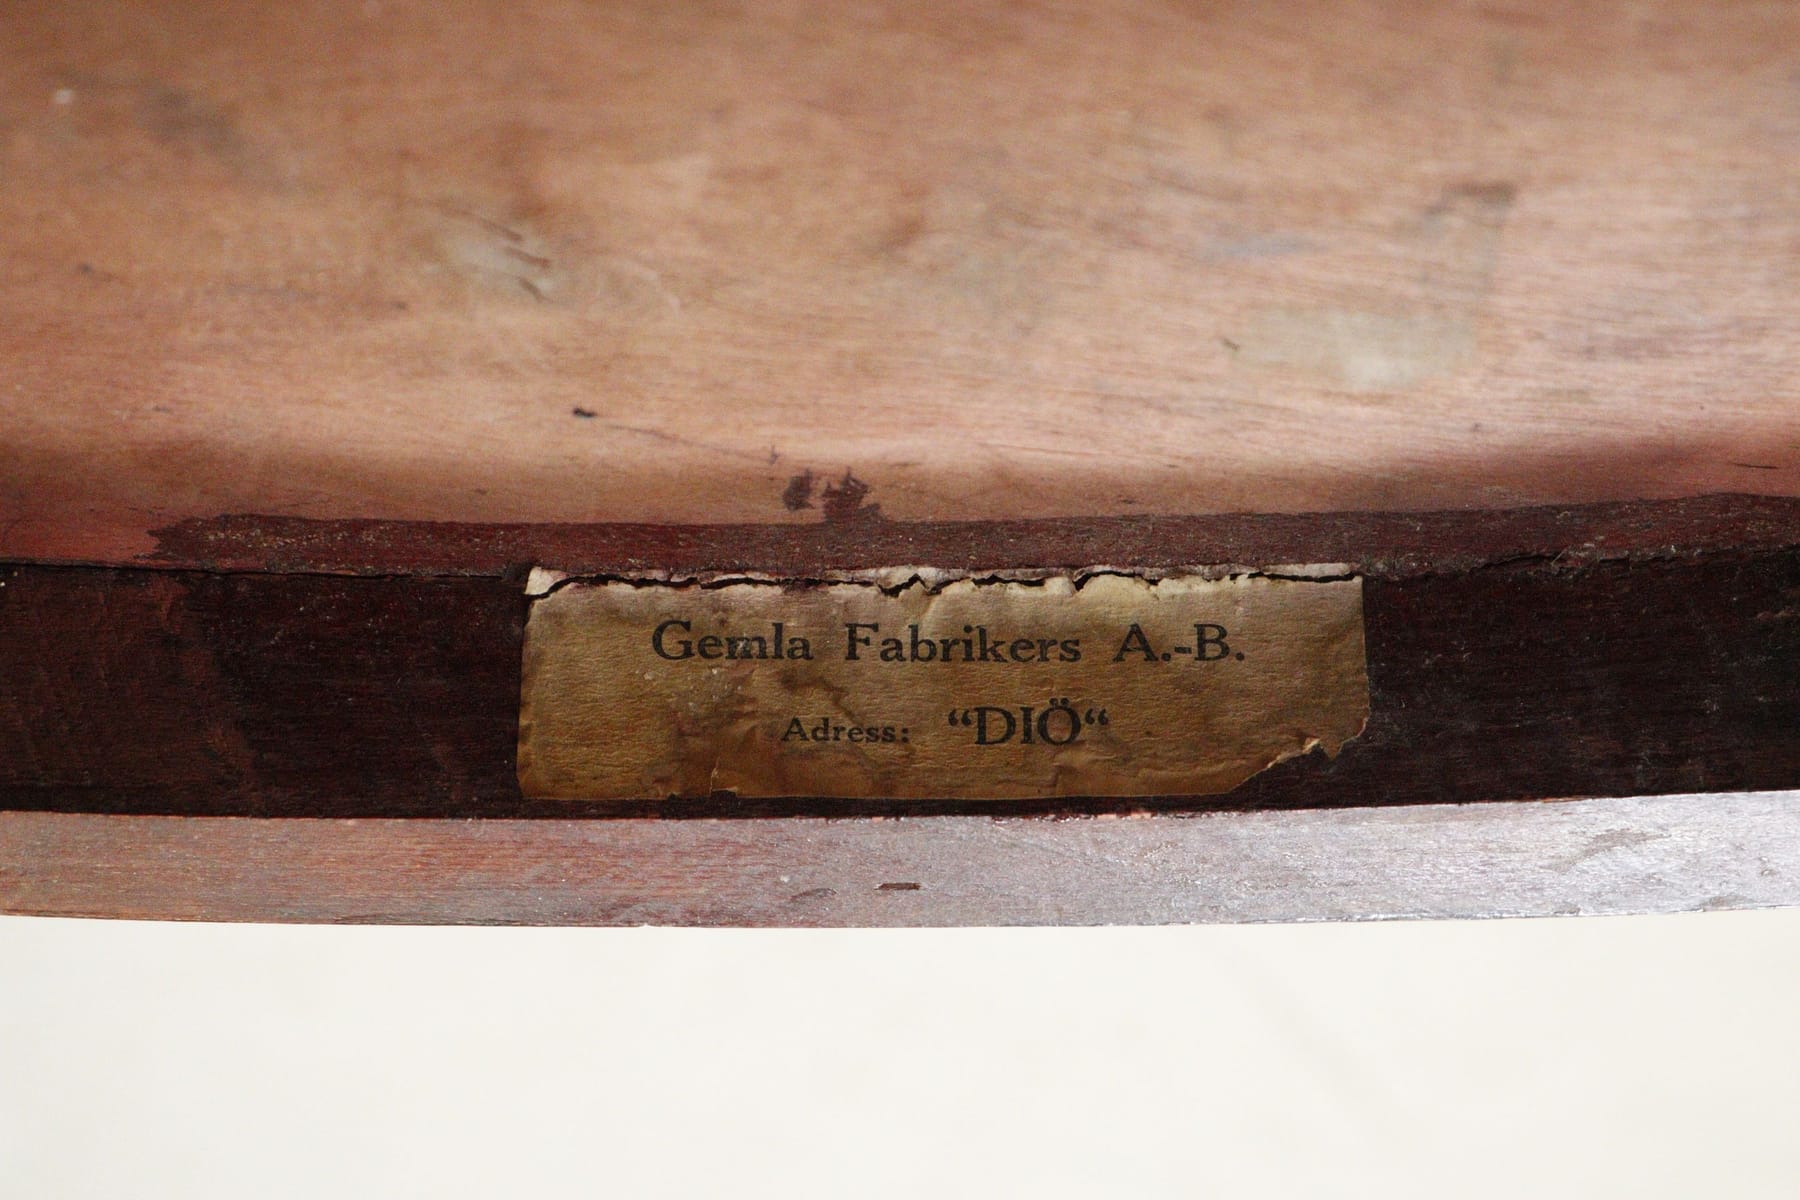 Gemla Fabrikers A.-B.
Adress: “DIÖ“